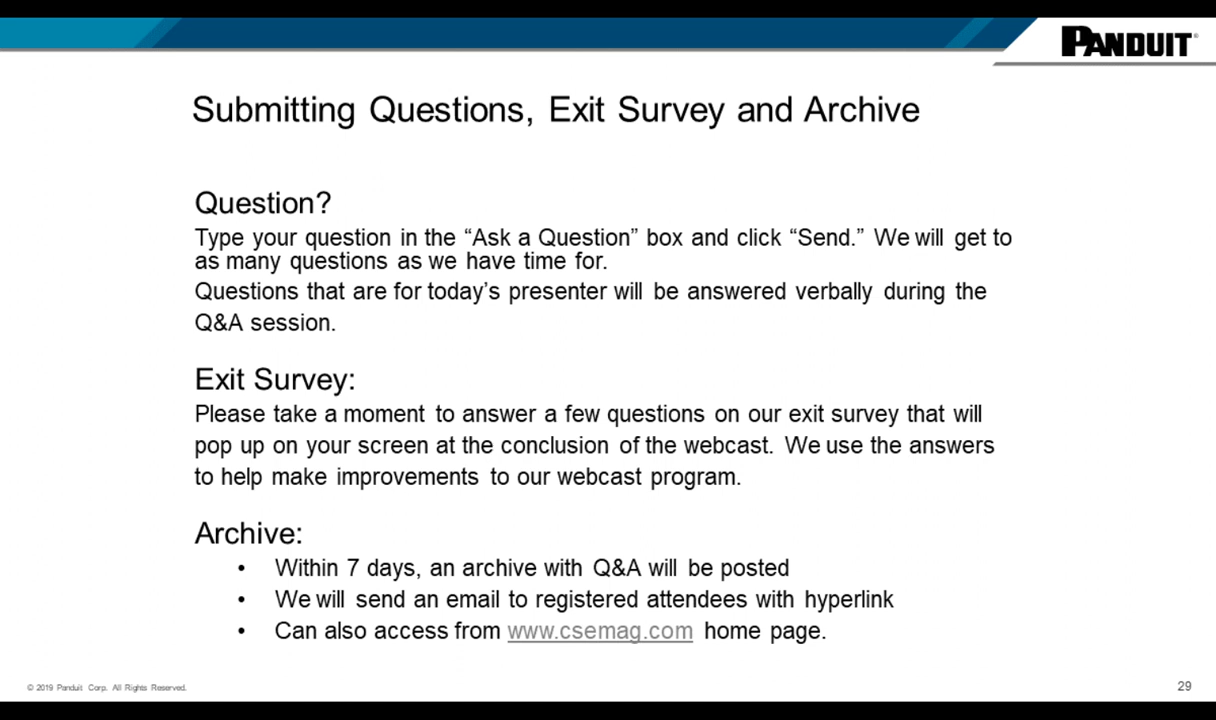 PANDUIT®
Submitting Questions, Exit Survey and Archive
Question?
Type your question in the “Ask a Question” box and click “Send.” We will get to
as many questions as we have time for.
Questions that are for today’s presenter will be answered verbally during the
Q&A session.
Exit Survey:
Please take a moment to answer a few questions on our exit survey that will
pop up on your screen at the conclusion of the webcast. We use the answers
to help make improvements to our webcast program.
Archive:
• Within 7 days, an archive with Q&A will be posted
• We will send an email to registered attendees with hyperlink
• Can also access from www.csemag.com home page.
© 2019 Panduit Corp. All Rights Reserved.
29